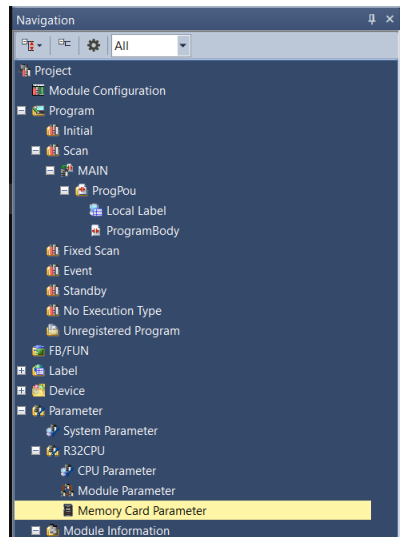 Navigation
All
Project
Module Configuration
Program
Initial
Scan
MAIN
ProgPou
Local Label
ProgramBody
Fixed Scan
Event
Standby
No Execution Type
Unregistered Program
FB/FUN
Label
Device
Parameter
System Parameter
R32CPU
CPU Parameter
Module Parameter
Memory Card Parameter
Module Information